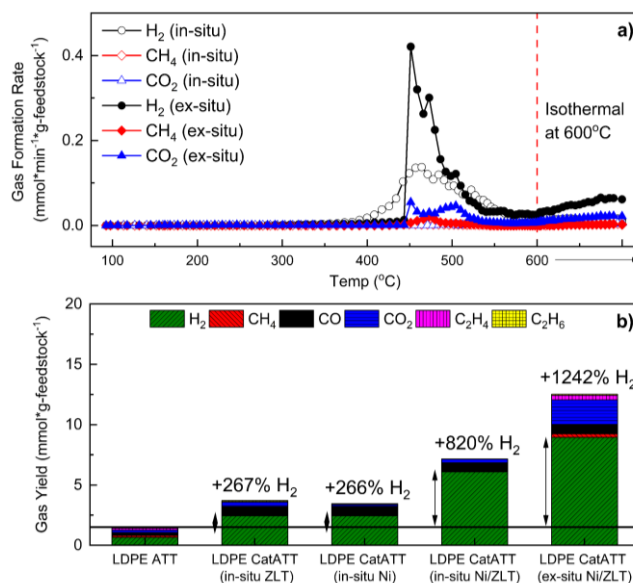 a)
H₂ (in-situ)
CH₄ (in-situ)
CO₂ (in-situ)
H₂ (ex-situ)
CH₄ (ex-situ)
CO₂ (ex-situ)
Isothermal
at 600°C
Gas Formation Rate
(mmol*min⁻¹*g-feedstock⁻¹)
0.4
0.2
0.0
100 200 300 400 500 600 700
Temp (°C)
b)
H₂ CH₄ CO CO₂ C₂H₄ C₂H₆
Gas Yield (mmol*g-feedstock⁻¹)
20
15
10
5
0
+267% H₂
+266% H₂
+820% H₂
+1242% H₂
LDPE ATT
LDPE CatATT
(in-situ ZLT)
LDPE CatATT
(in-situ Ni)
LDPE CatATT
(in-situ Ni/ZLT)
LDPE CatATT
(ex-situ Ni/ZLT)